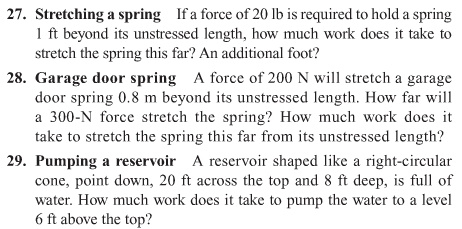 27. Stretching a spring If a force of 20 lb is required to hold a spring
1 ft beyond its unstressed length, how much work does it take to
stretch the spring this far? An additional foot?
28. Garage door spring A force of 200 N will stretch a garage
door spring 0.8 m beyond its unstressed length. How far will
a 300-N force stretch the spring? How much work does it
take to stretch the spring this far from its unstressed length?
29. Pumping a reservoir A reservoir shaped like a right-circular
cone, point down, 20 ft across the top and 8 ft deep, is full of
water. How much work does it take to pump the water to a level
6 ft above the top?